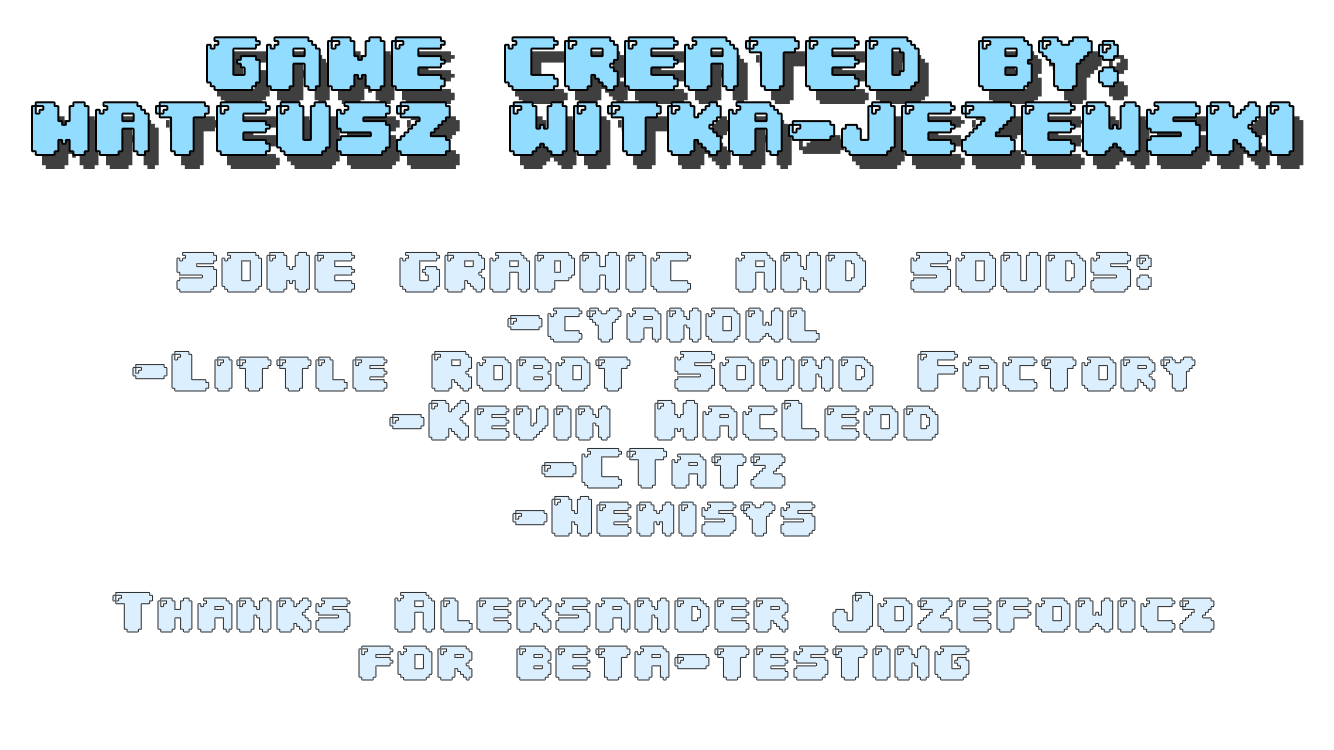 GAME CREATED BY:
MATEUSZ WITKA-JEZEWSKI
SOME GRAPHIC AND SOUDS:
-CYANOWL
-LITTLE ROBOT SOUND FACTORY
-KEVIN MACLEOD
-CTATZ
-NEMISYS
THANKS ALEKSANDER JOZEFOWICZ
FOR BETA-TESTING